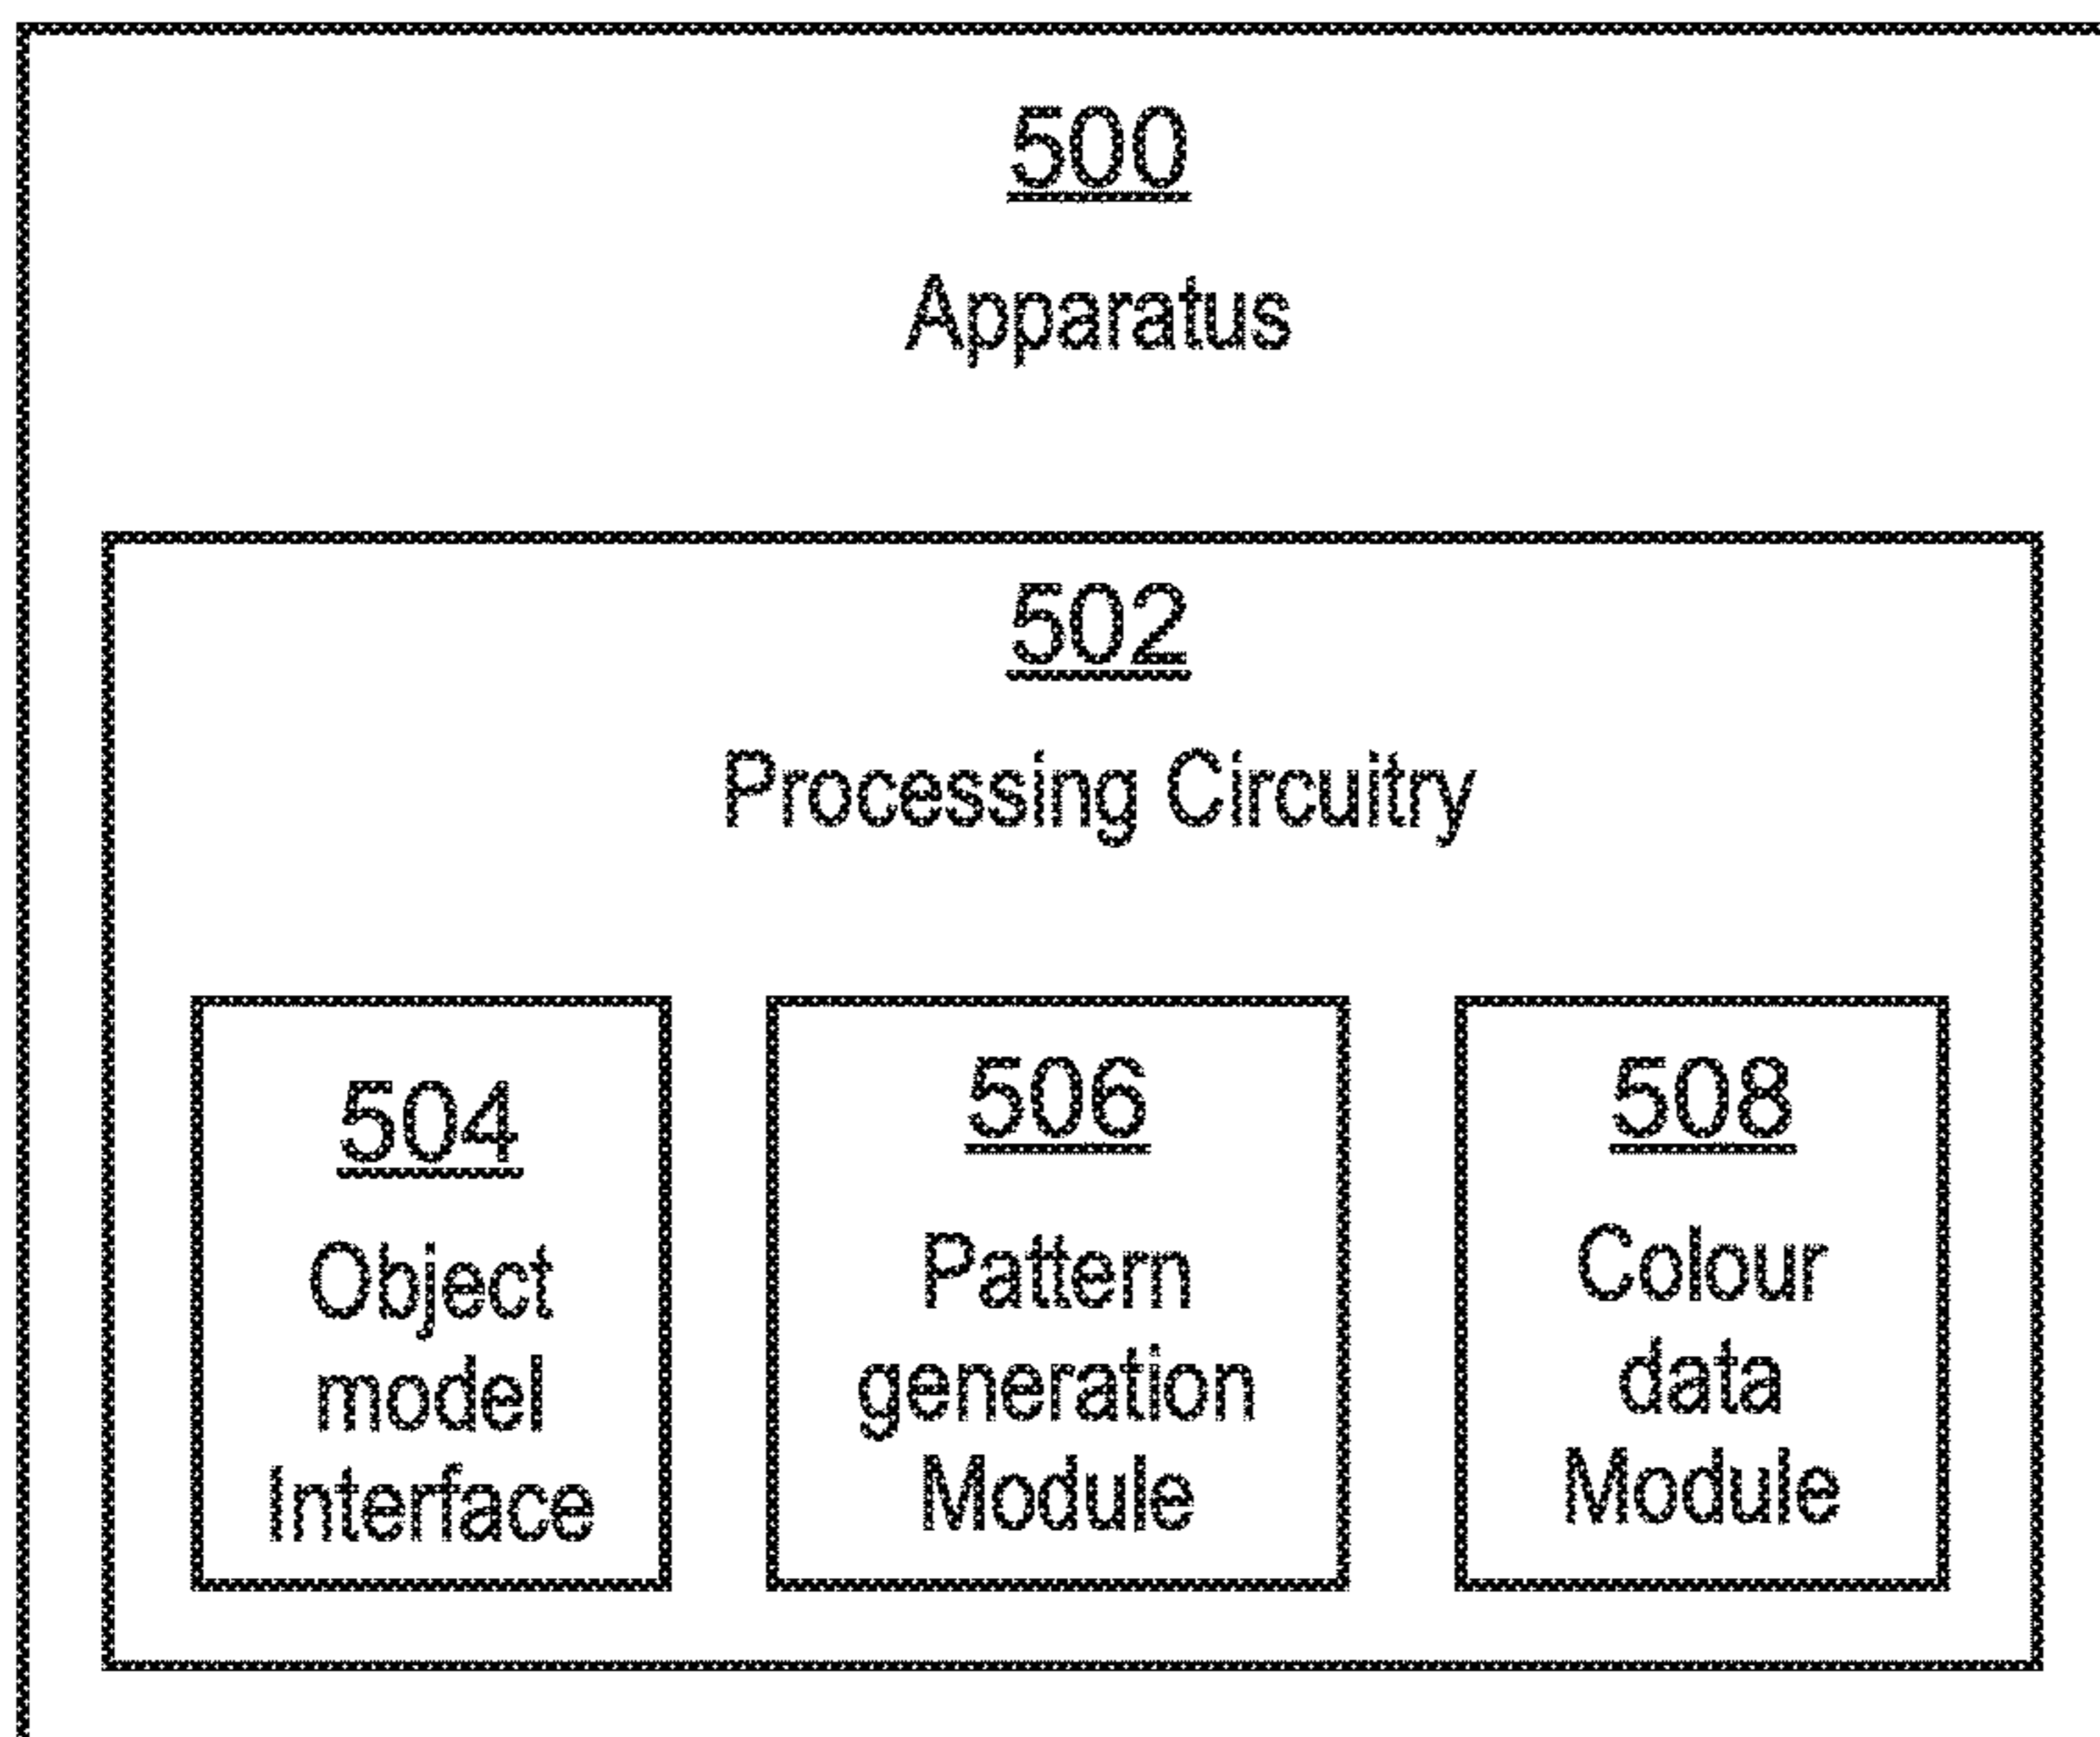 500
Apparatus
502
Processing Circuitry
504
Object
model
Interface
506
Pattern
generation
Module
508
Colour
data
Module